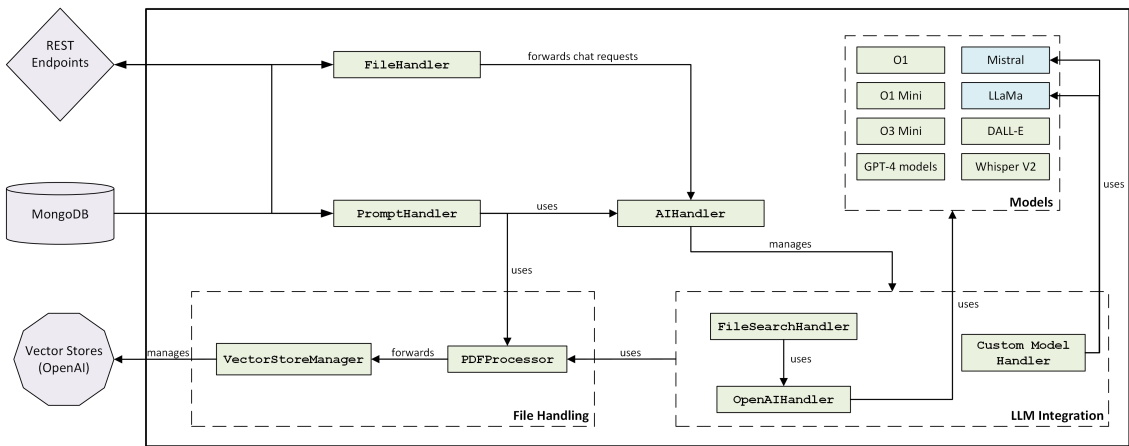 REST
Endpoints
FileHandler
forwards chat requests
O1
Mistral
O1 Mini
LLaMa
O3 Mini
DALL-E
GPT-4 models
Whisper V2
Models
uses
MongoDB
PromptHandler
uses
AIHandler
manages
uses
uses
Vector Stores
(OpenAI)
manages
VectorStoreManager
forwards
PDFProcessor
uses
FileSearchHandler
uses
OpenAIHandler
Custom Model
Handler
File Handling
LLM Integration